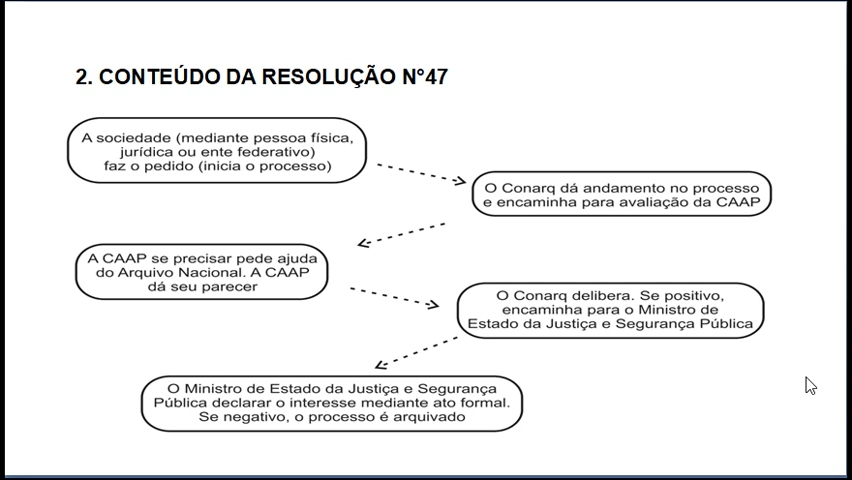 2. CONTEÚDO DA RESOLUÇÃO N°47
A sociedade (mediante pessoa física,
jurídica ou ente federativo)
faz o pedido (inicia o processo)
O Conarq dá andamento no processo
e encaminha para avaliação da CAAP
A CAAP se precisar pede ajuda
do Arquivo Nacional. A CAAP
dá seu parecer
O Conarq delibera. Se positivo,
encaminha para o Ministro de
Estado da Justiça e Segurança Pública
O Ministro de Estado da Justiça e Segurança
Pública declarar o interesse mediante ato formal.
Se negativo, o processo é arquivado